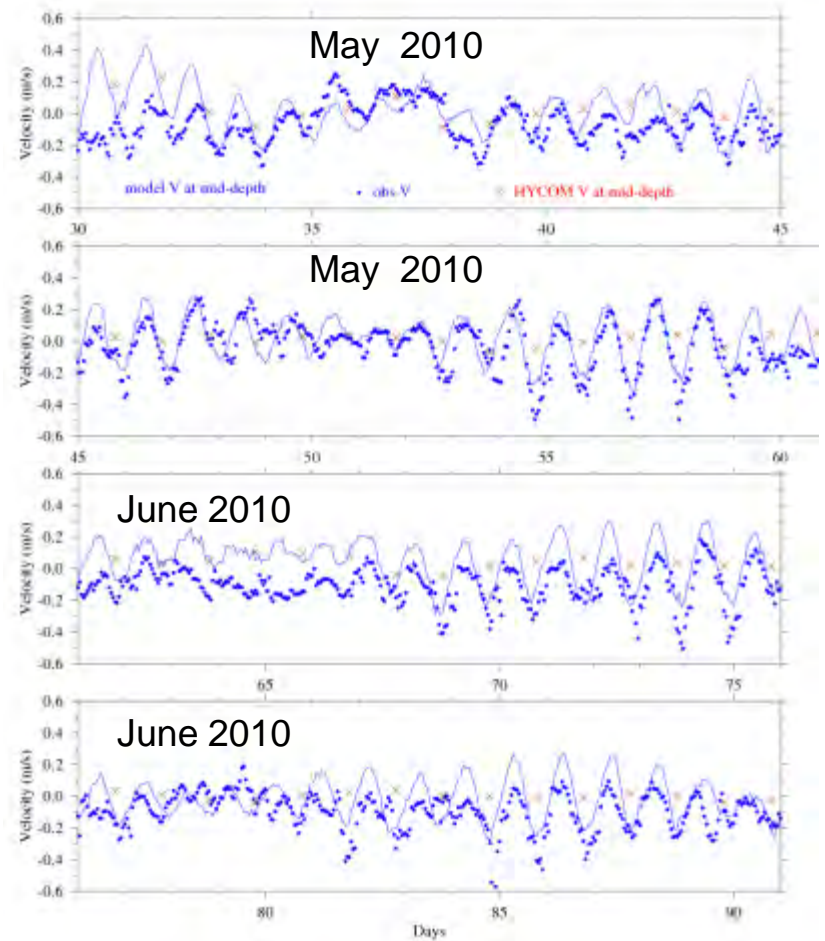 May 2010
0.6
0.4
0.2
0.0
-0.2
-0.4
-0.6
Velocity (m/s)
model V at mid-depth obs V HYCOM V at mid-depth
30 35 40 45
May 2010
0.6
0.4
0.2
0.0
-0.2
-0.4
-0.6
Velocity (m/s)
45 50 55 60
June 2010
0.6
0.4
0.2
0.0
-0.2
-0.4
-0.6
Velocity (m/s)
65 70 75
June 2010
0.6
0.4
0.2
0.0
-0.2
-0.4
-0.6
Velocity (m/s)
80 85 90
Days